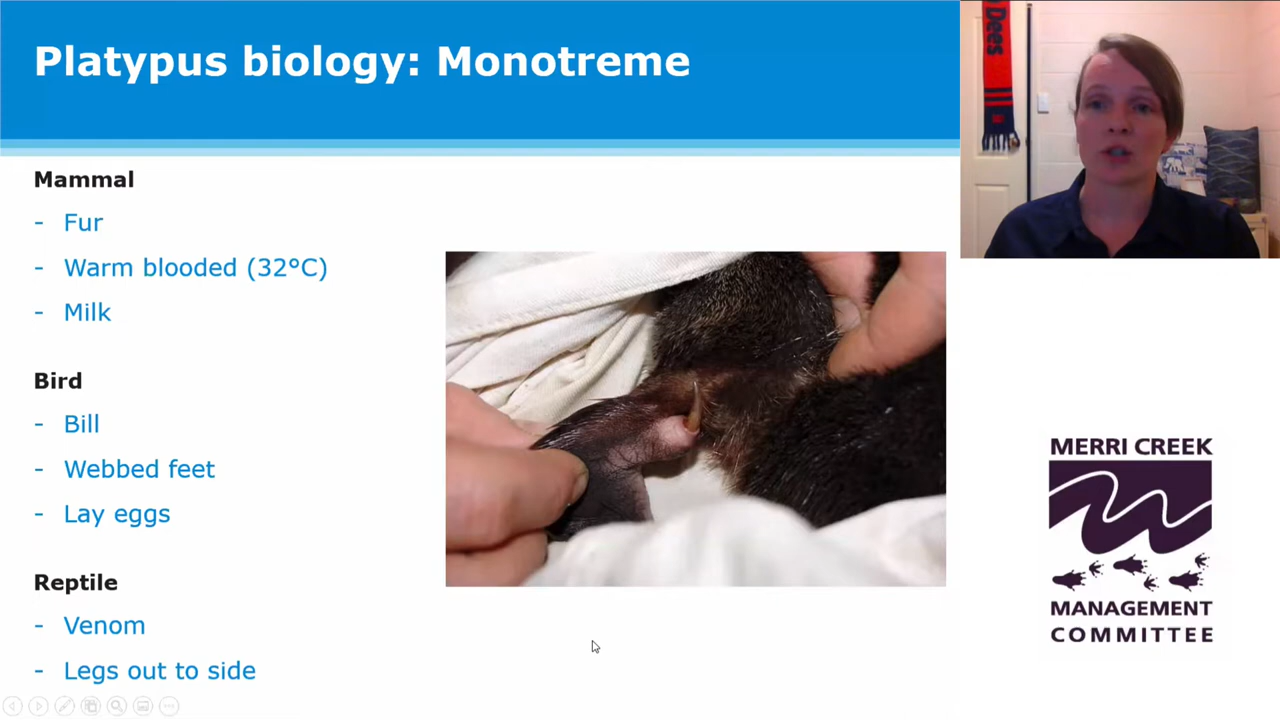 Platypus biology: Monotreme
Mammal
- Fur
- Warm blooded (32°C)
- Milk
Bird
- Bill
- Webbed feet
- Lay eggs
Reptile
- Venom
- Legs out to side
Dees
MERRI CREEK
MANAGEMENT
COMMITTEE